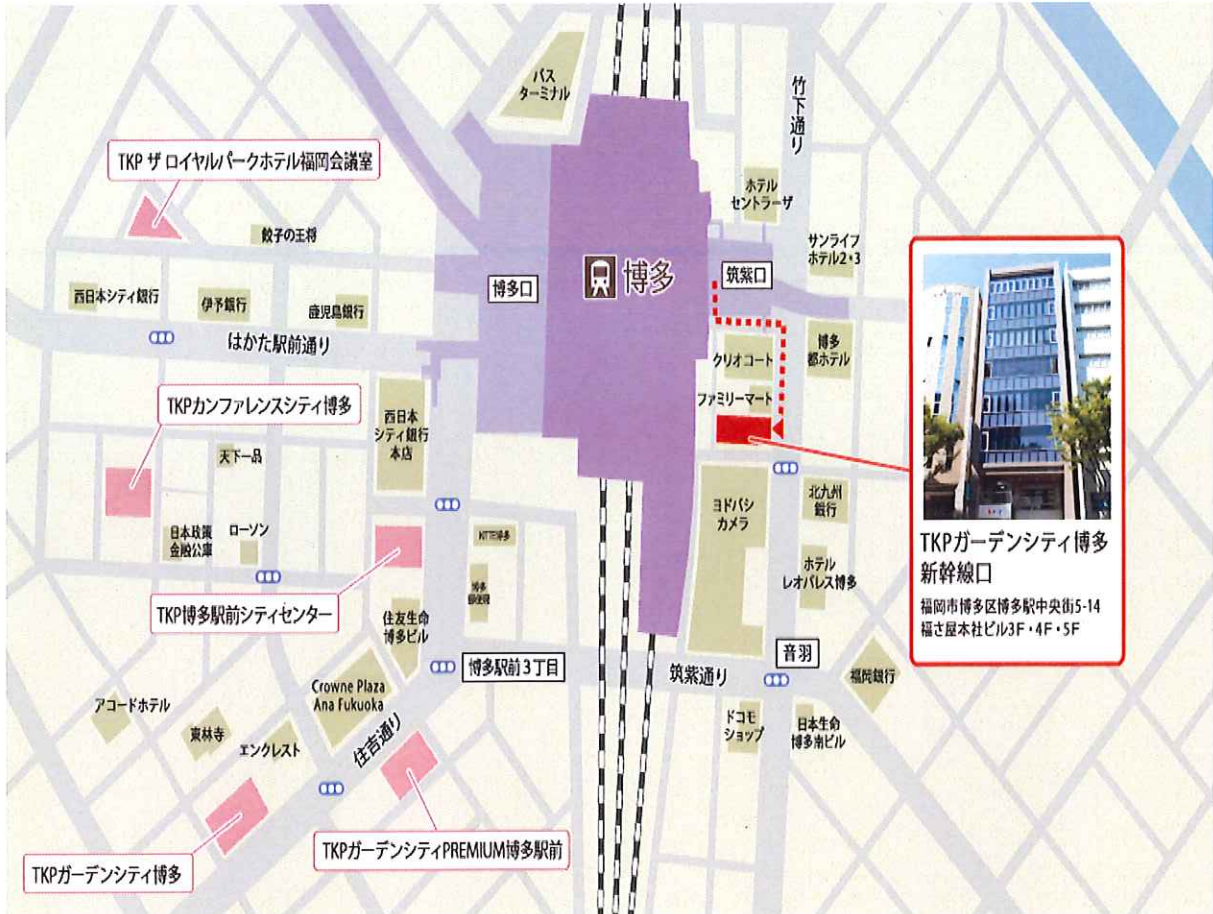 バス
ターミナル
竹下通り
TKP ザ ロイヤルパークホテル福岡会議室
ホテル
セントラーザ
餃子の王将
サンライフ
ホテル2・3
西日本シティ銀行
伊予銀行
鹿児島銀行
博多口
博多
筑紫口
はかた駅前通り
クリオコート
博多
都ホテル
ファミリーマート
TKPカンファレンスシティ博多
西日本
シティ銀行
本店
天下一品
ヨドバシ
カメラ
北九州
銀行
日本政策
金融公庫
ローソン
KITTE博多
博多
郵便局
ホテル
レオパレス博多
TKPガーデンシティ博多
新幹線口
福岡市博多区博多駅中央街5-14
福さ屋本社ビル3F・4F・5F
TKP博多駅前シティセンター
住友生命
博多ビル
博多駅前3丁目
音羽
筑紫通り
福岡銀行
Crowne Plaza
Ana Fukuoka
アコードホテル
東林寺
エンクレスト
住吉通り
ドコモ
ショップ
日本生命
博多南ビル
TKPガーデンシティPREMIUM博多駅前
TKPガーデンシティ博多